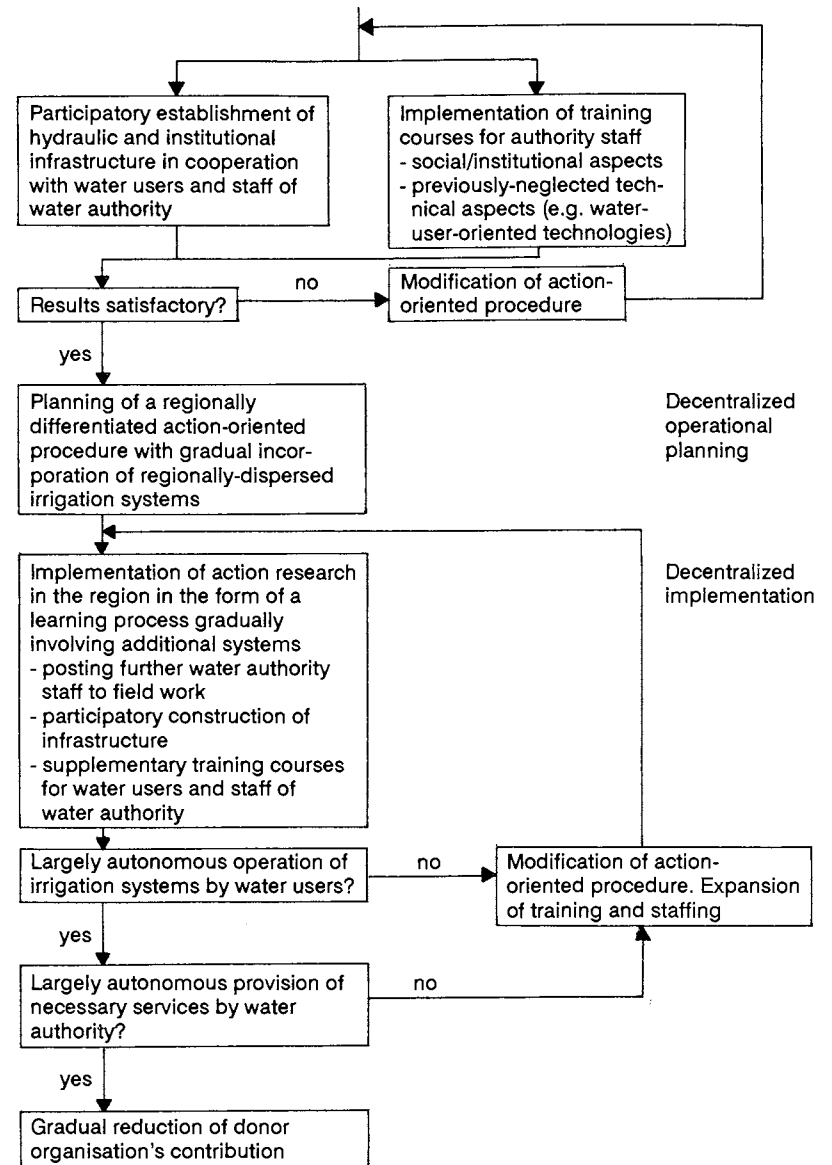 Participatory establishment of
hydraulic and institutional
infrastructure in cooperation
with water users and staff of
water authority
Implementation of training
courses for authority staff
- social/institutional aspects
- previously-neglected tech-
nical aspects (e.g. water-
user-oriented technologies)
Results satisfactory?
no
Modification of action-
oriented procedure
yes
Planning of a regionally
differentiated action-oriented
procedure with gradual incor-
poration of regionally-dispersed
irrigation systems
Decentralized
operational
planning
Implementation of action research
in the region in the form of a
learning process gradually
involving additional systems
- posting further water authority
staff to field work
- participatory construction of
infrastructure
- supplementary training courses
for water users and staff of
water authority
Decentralized
implementation
Largely autonomous operation of
irrigation systems by water users?
no
Modification of action-
oriented procedure. Expansion
of training and staffing
yes
Largely autonomous provision of
necessary services by water
authority?
no
yes
Gradual reduction of donor
organisation's contribution